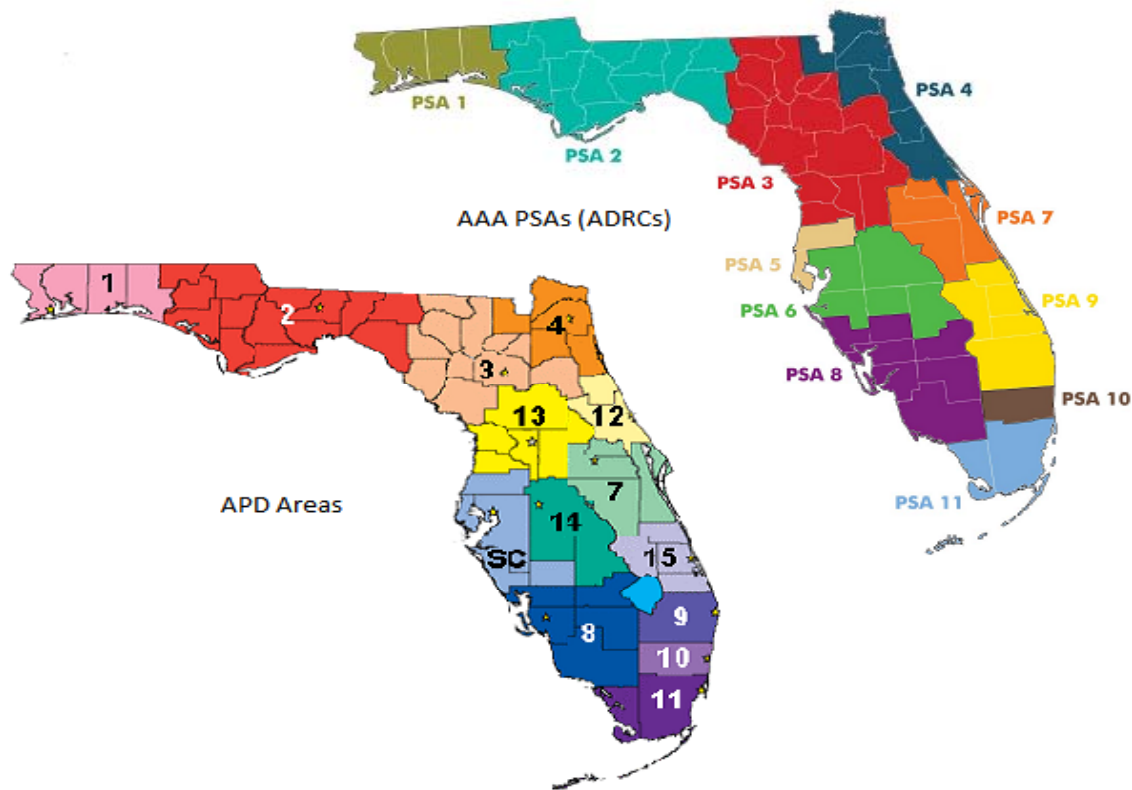 PSA 1
PSA 2
PSA 3
PSA 4
PSA 5
PSA 6
PSA 7
PSA 8
PSA 9
PSA 10
PSA 11
AAA PSAs (ADRCs)
APD Areas
1
2
3
4
13
12
7
14
SC
15
8
9
10
11